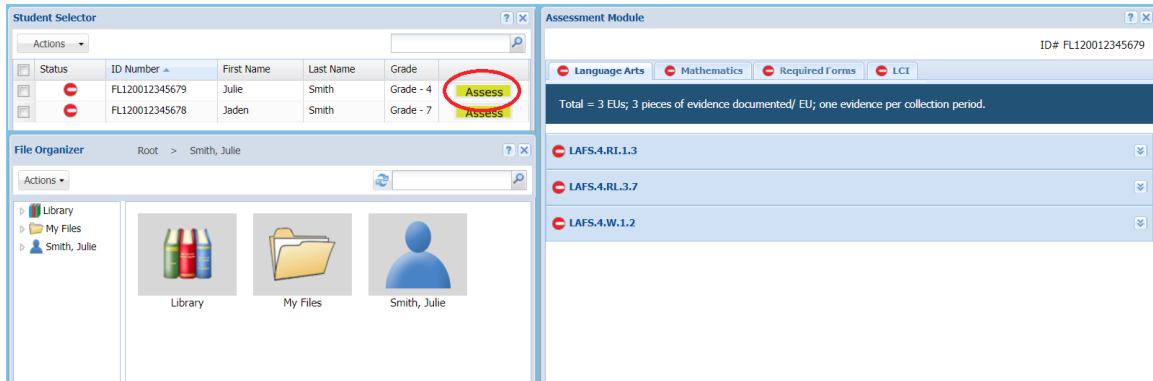 Student Selector
Actions
Status ID Number First Name Last Name Grade
FL120012345679 Julie Smith Grade - 4 Assess
FL120012345678 Jaden Smith Grade - 7 Assess
File Organizer Root > Smith, Julie
Actions
Library
My Files
Smith, Julie
Library My Files Smith, Julie
Assessment Module
ID# FL120012345679
Language Arts Mathematics Required Forms LCI
Total = 3 EUs; 3 pieces of evidence documented/ EU; one evidence per collection period.
LAFS.4.RI.1.3
LAFS.4.RL.3.7
LAFS.4.W.1.2